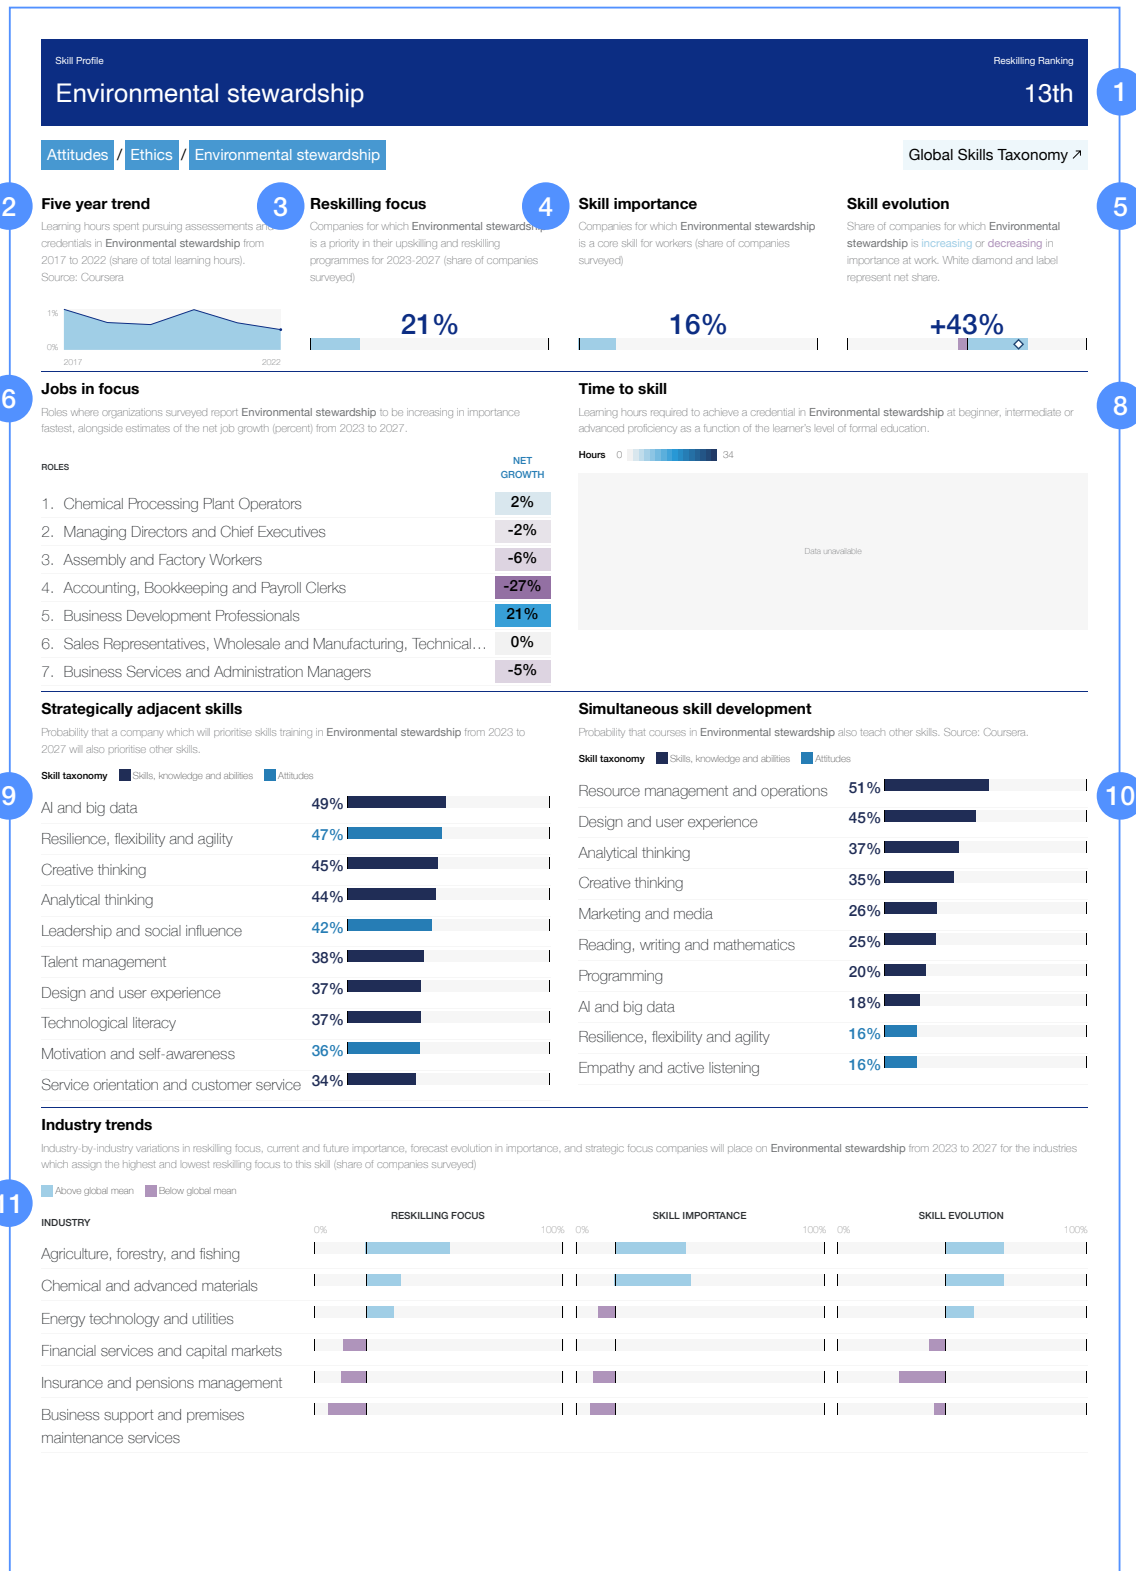 Skill Profile
Reskilling Ranking
Environmental stewardship
13th
1
Attitudes / Ethics / Environmental stewardship
Global Skills Taxonomy ↗
2
Five year trend
Learning hours spent pursuing assessements and
credentials in Environmental stewardship from
2017 to 2022 (share of total learning hours).
Source: Coursera
1%
0%
2017
2022
3
Reskilling focus
Companies for which Environmental stewardship
is a priority in their upskilling and reskilling
programmes for 2023-2027 (share of companies
surveyed)
21%
4
Skill importance
Companies for which Environmental stewardship
is a core skill for workers (share of companies
surveyed)
16%
5
Skill evolution
Share of companies for which Environmental
stewardship is increasing or decreasing in
importance at work. White diamond and label
represent net share.
+43%
6
Jobs in focus
Roles where organizations surveyed report Environmental stewardship to be increasing in importance
fastest, alongside estimates of the net job growth (percent) from 2023 to 2027.
ROLES
NET
GROWTH
1. Chemical Processing Plant Operators 2%
2. Managing Directors and Chief Executives -2%
3. Assembly and Factory Workers -6%
4. Accounting, Bookkeeping and Payroll Clerks -27%
5. Business Development Professionals 21%
6. Sales Representatives, Wholesale and Manufacturing, Technical… 0%
7. Business Services and Administration Managers -5%
8
Time to skill
Learning hours required to achieve a credential in Environmental stewardship at beginner, intermediate or
advanced proficiency as a function of the learner's level of formal education.
Hours 0 34
Data unavailable
9
Strategically adjacent skills
Probability that a company which will prioritise skills training in Environmental stewardship from 2023 to
2027 will also prioritise other skills.
Skill taxonomy Skills, knowledge and abilities Attitudes
AI and big data 49%
Resilience, flexibility and agility 47%
Creative thinking 45%
Analytical thinking 44%
Leadership and social influence 42%
Talent management 38%
Design and user experience 37%
Technological literacy 37%
Motivation and self-awareness 36%
Service orientation and customer service 34%
10
Simultaneous skill development
Probability that courses in Environmental stewardship also teach other skills. Source: Coursera.
Skill taxonomy Skills, knowledge and abilities Attitudes
Resource management and operations 51%
Design and user experience 45%
Analytical thinking 37%
Creative thinking 35%
Marketing and media 26%
Reading, writing and mathematics 25%
Programming 20%
AI and big data 18%
Resilience, flexibility and agility 16%
Empathy and active listening 16%
11
Industry trends
Industry-by-industry variations in reskilling focus, current and future importance, forecast evolution in importance, and strategic focus companies will place on Environmental stewardship from 2023 to 2027 for the industries
which assign the highest and lowest reskilling focus to this skill (share of companies surveyed)
Above global mean Below global mean
INDUSTRY
RESKILLING FOCUS SKILL IMPORTANCE SKILL EVOLUTION
0% 100% 0% 100% 0% 100%
Agriculture, forestry, and fishing
Chemical and advanced materials
Energy technology and utilities
Financial services and capital markets
Insurance and pensions management
Business support and premises
maintenance services